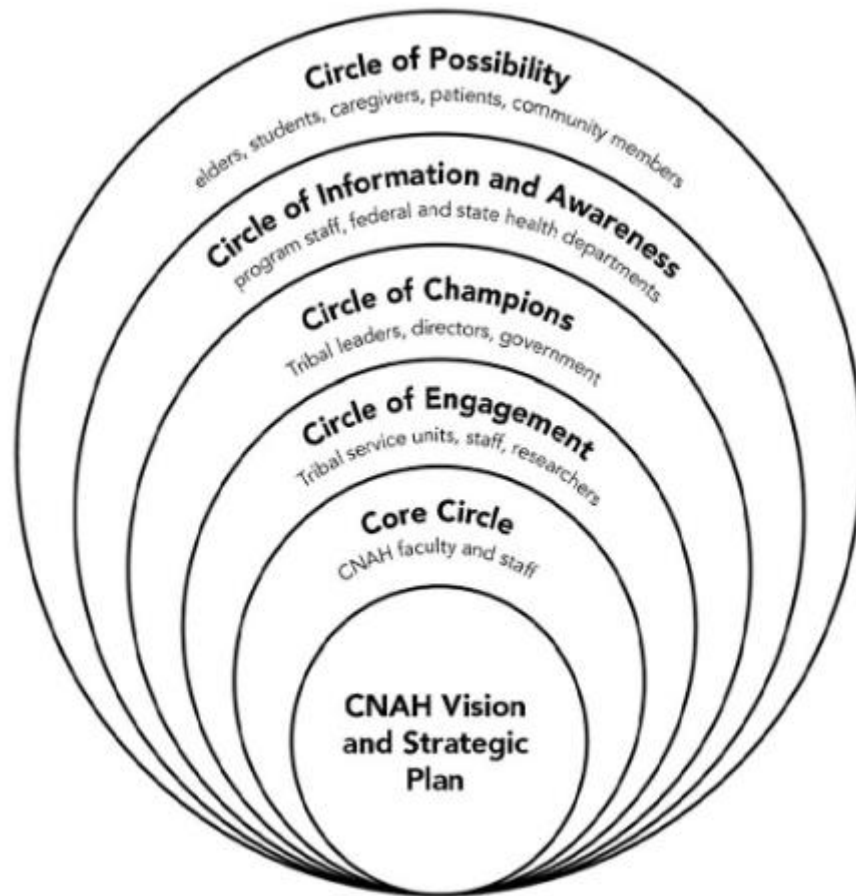 Circle of Possibility
elders, students, caregivers, patients, community members
Circle of Information and Awareness
program staff, federal and state health departments
Circle of Champions
Tribal leaders, directors, government
Circle of Engagement
Tribal service units, staff, researchers
Core Circle
CNAH faculty and staff
CNAH Vision
and Strategic
Plan